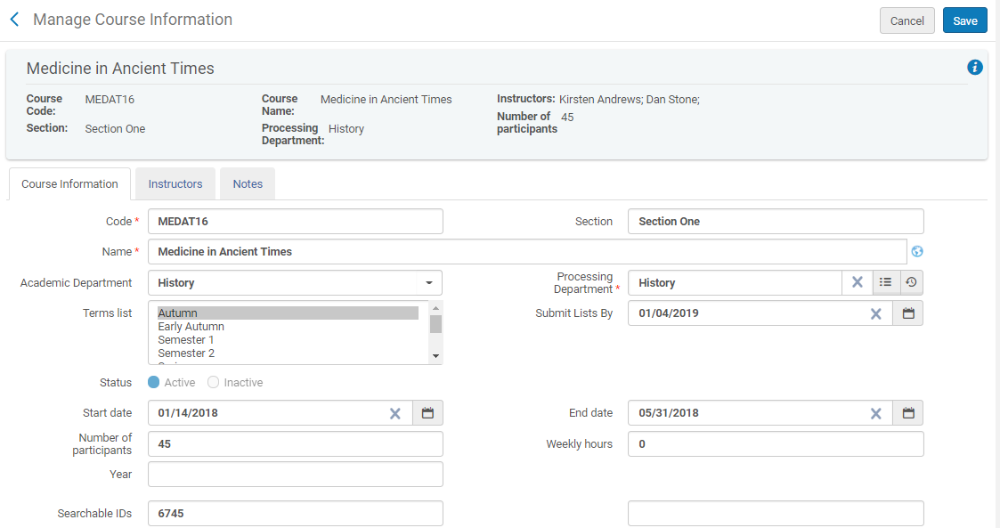 Manage Course Information
Cancel
Save
Medicine in Ancient Times
Course Code: MEDAT16
Course Name: Medicine in Ancient Times
Instructors: Kirsten Andrews; Dan Stone;
Number of participants 45
Section: Section One
Processing Department: History
Course Information
Instructors
Notes
Code * MEDAT16
Section Section One
Name * Medicine in Ancient Times
Academic Department History
Processing Department * History
Terms list
Autumn
Early Autumn
Semester 1
Semester 2
Submit Lists By 01/04/2019
Status Active Inactive
Start date 01/14/2018
End date 05/31/2018
Number of participants 45
Weekly hours 0
Year
Searchable IDs 6745